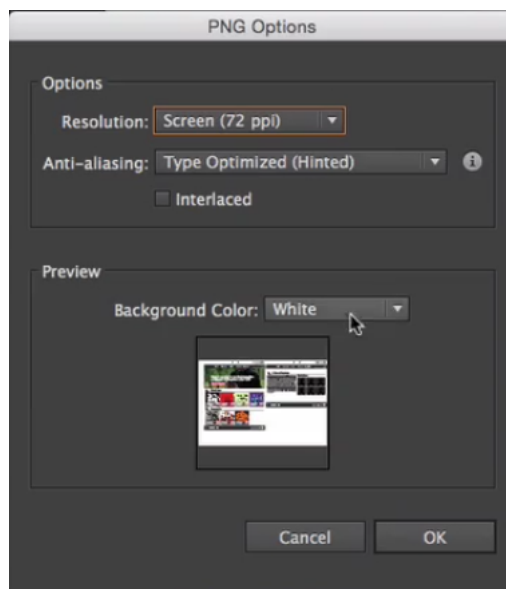 PNG Options
Options
Resolution: Screen (72 ppi)
Anti-aliasing: Type Optimized (Hinted)
Interlaced
Preview
Background Color: White
Cancel OK